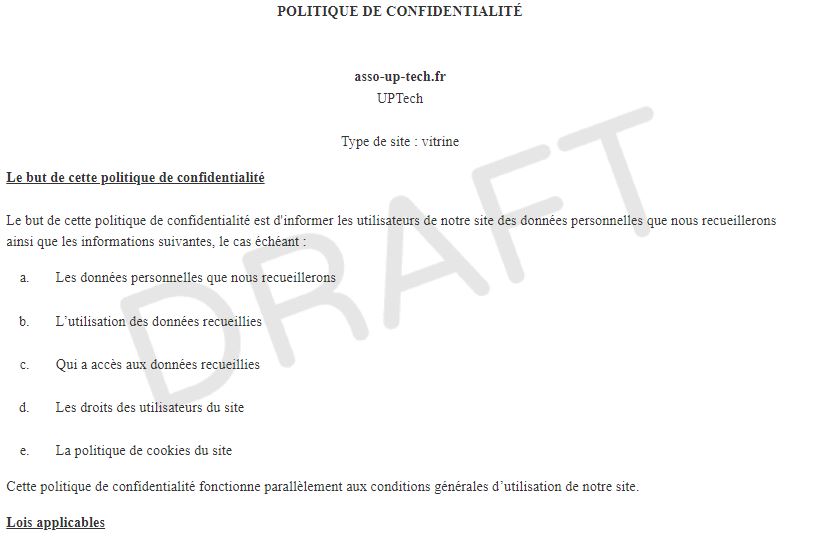 POLITIQUE DE CONFIDENTIALITÉ
asso-up-tech.fr
UPTech
Type de site : vitrine
Le but de cette politique de confidentialité
Le but de cette politique de confidentialité est d'informer les utilisateurs de notre site des données personnelles que nous recueillerons
ainsi que les informations suivantes, le cas échéant :
a. Les données personnelles que nous recueillerons
b. L’utilisation des données recueillies
c. Qui a accès aux données recueillies
d. Les droits des utilisateurs du site
e. La politique de cookies du site
Cette politique de confidentialité fonctionne parallèlement aux conditions générales d’utilisation de notre site.
Lois applicables
DRAFT